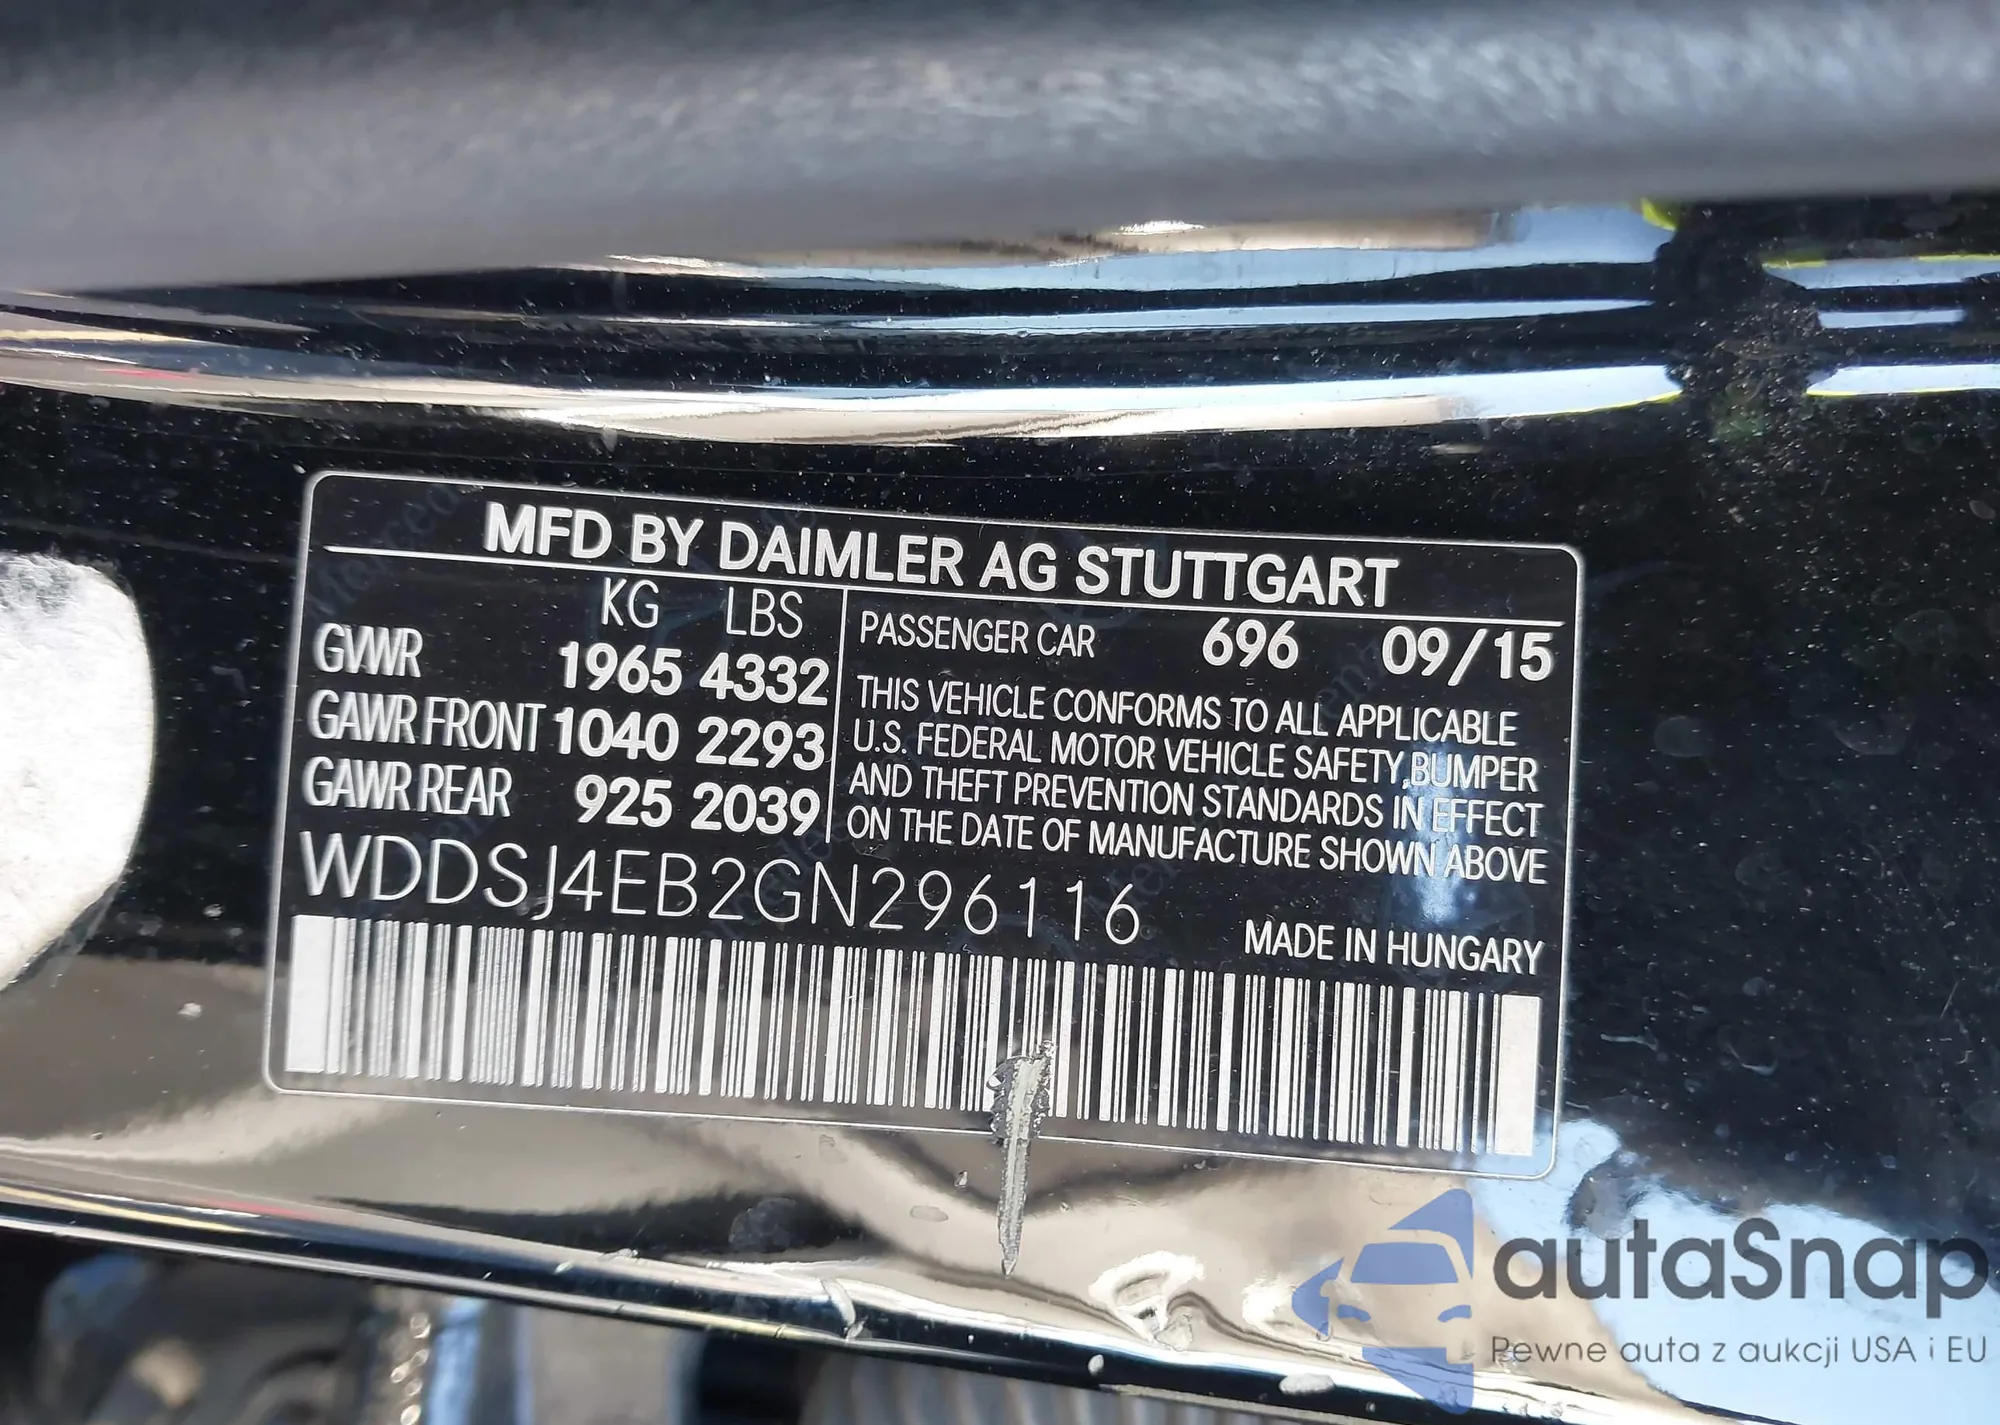 MFD BY DAIMLER AG STUTTGART
KG LBS
GVWR 1965 4332
GAWR FRONT 1040 2293
GAWR REAR 925 2039
PASSENGER CAR 696 09/15
THIS VEHICLE CONFORMS TO ALL APPLICABLE
U.S. FEDERAL MOTOR VEHICLE SAFETY,BUMPER
AND THEFT PREVENTION STANDARDS IN EFFECT
ON THE DATE OF MANUFACTURE SHOWN ABOVE
WDDSJ4EB2GN296116
MADE IN HUNGARY
autaSnap
Pewne auta z aukcji USA i EU